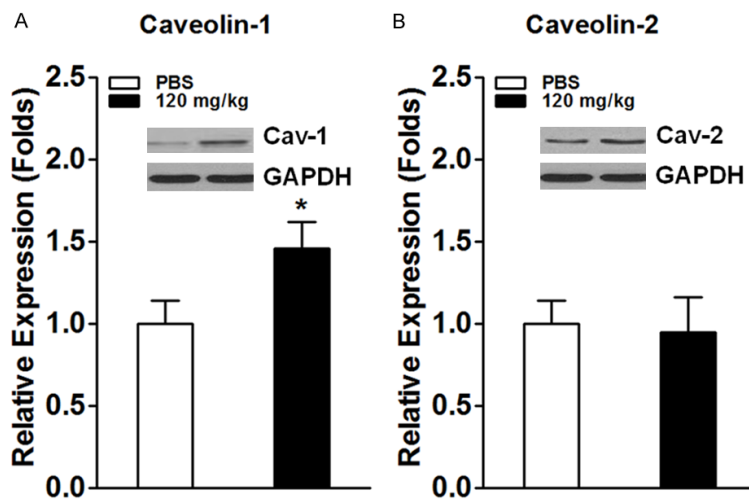 A
Caveolin-1
Relative Expression (Folds)
2.5
2.0
1.5
1.0
0.5
0.0
PBS
120 mg/kg
Cav-1
GAPDH
*
B
Caveolin-2
Relative Expression (Folds)
2.5
2.0
1.5
1.0
0.5
0.0
PBS
120 mg/kg
Cav-2
GAPDH